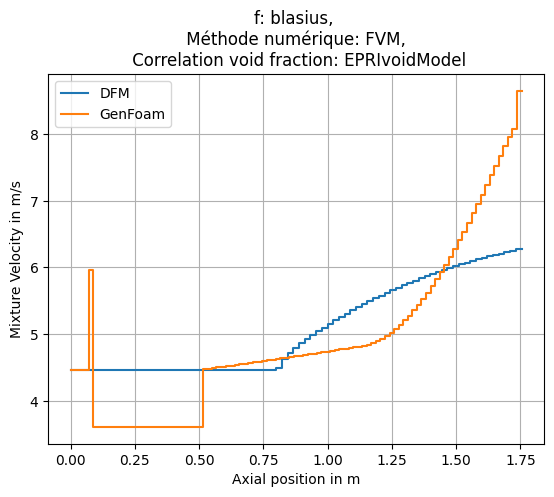 f: blasius,
Méthode numérique: FVM,
Correlation void fraction: EPRIvoidModel
DFM
GenFoam
Mixture Velocity in m/s
8
7
6
5
4
0.00 0.25 0.50 0.75 1.00 1.25 1.50 1.75
Axial position in m